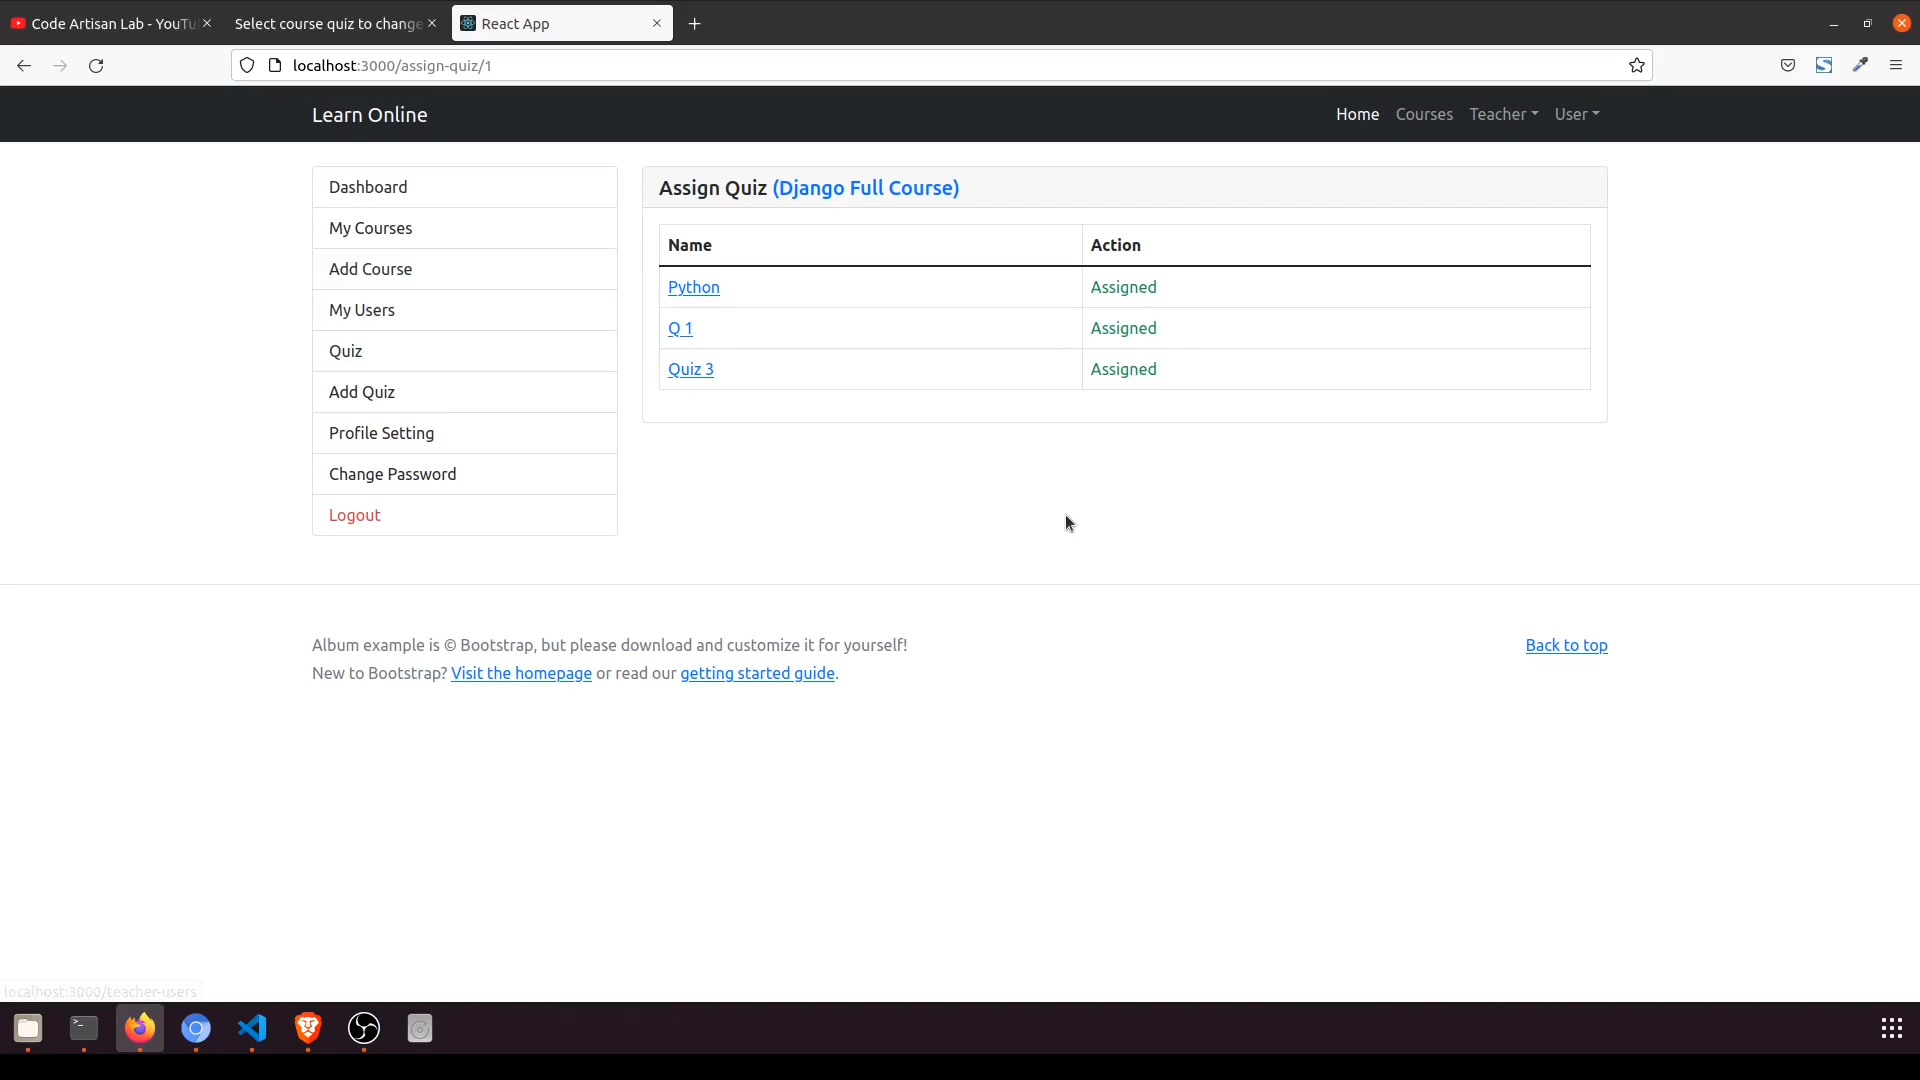 Code Artisan Lab - YouTu
Select course quiz to change
React App
localhost:3000/assign-quiz/1
Learn Online
Home
Courses
Teacher
User
Dashboard
My Courses
Add Course
My Users
Quiz
Add Quiz
Profile Setting
Change Password
Logout
Assign Quiz (Django Full Course)
Name Action
Python Assigned
Q 1 Assigned
Quiz 3 Assigned
Album example is © Bootstrap, but please download and customize it for yourself!
New to Bootstrap? Visit the homepage or read our getting started guide.
Back to top
localhost:3000/teacher-users